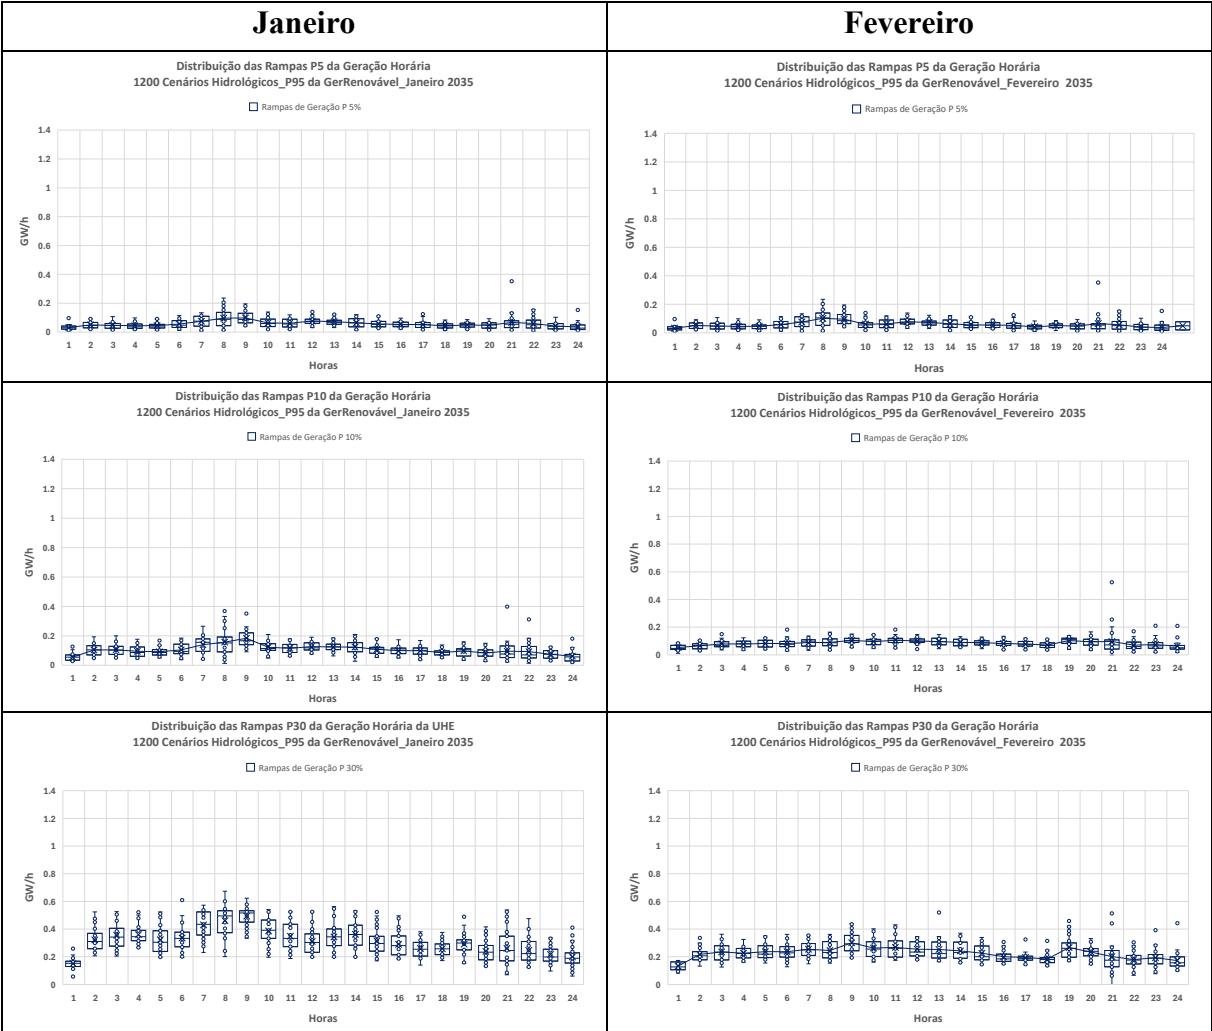 Janeiro
Fevereiro
Distribuição das Rampas P5 da Geração Horária
1200 Cenários Hidrológicos_P95 da GerRenovável_Janeiro 2035
Rampas de Geração P 5%
1.4
1.2
1
0.8
0.6
0.4
0.2
0
GW/h
1 2 3 4 5 6 7 8 9 10 11 12 13 14 15 16 17 18 19 20 21 22 23 24
Horas
Distribuição das Rampas P5 da Geração Horária
1200 Cenários Hidrológicos_P95 da GerRenovável_Fevereiro 2035
Rampas de Geração P 5%
1.4
1.2
1
0.8
0.6
0.4
0.2
0
GW/h
1 2 3 4 5 6 7 8 9 10 11 12 13 14 15 16 17 18 19 20 21 22 23 24
Horas
Distribuição das Rampas P10 da Geração Horária
1200 Cenários Hidrológicos_P95 da GerRenovável_Janeiro 2035
Rampas de Geração P 10%
1.4
1.2
1
0.8
0.6
0.4
0.2
0
GW/h
1 2 3 4 5 6 7 8 9 10 11 12 13 14 15 16 17 18 19 20 21 22 23 24
Horas
Distribuição das Rampas P10 da Geração Horária
1200 Cenários Hidrológicos_P95 da GerRenovável_Fevereiro 2035
Rampas de Geração P 10%
1.4
1.2
1
0.8
0.6
0.4
0.2
0
GW/h
1 2 3 4 5 6 7 8 9 10 11 12 13 14 15 16 17 18 19 20 21 22 23 24
Horas
Distribuição das Rampas P30 da Geração Horária da UHE
1200 Cenários Hidrológicos_P95 da GerRenovável_Janeiro 2035
Rampas de Geração P 30%
1.4
1.2
1
0.8
0.6
0.4
0.2
0
GW/h
1 2 3 4 5 6 7 8 9 10 11 12 13 14 15 16 17 18 19 20 21 22 23 24
Horas
Distribuição das Rampas P30 da Geração Horária
1200 Cenários Hidrológicos_P95 da GerRenovável_Fevereiro 2035
Rampas de Geração P 30%
1.4
1.2
1
0.8
0.6
0.4
0.2
0
GW/h
1 2 3 4 5 6 7 8 9 10 11 12 13 14 15 16 17 18 19 20 21 22 23 24
Horas